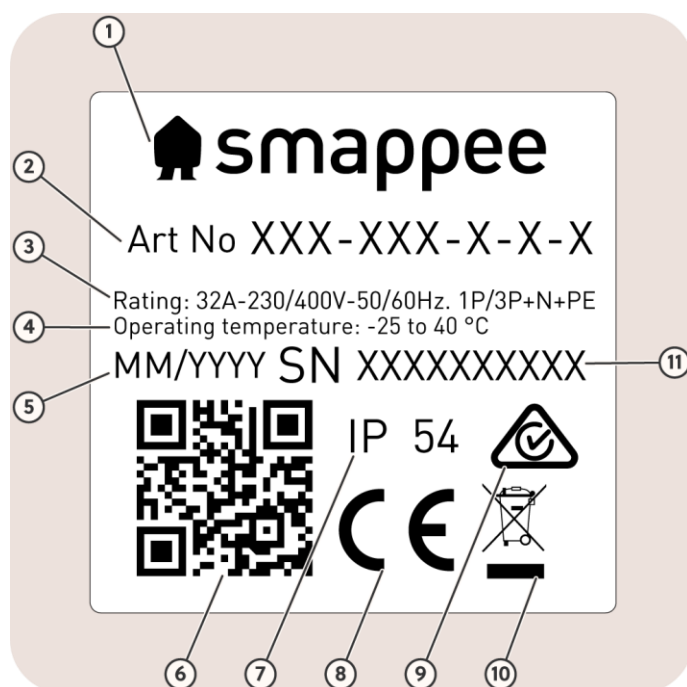 1
smappee
2
Art No XXX-XXX-X-X-X
3
Rating: 32A-230/400V-50/60Hz. 1P/3P+N+PE
4
Operating temperature: -25 to 40 °C
5
MM/YYYY SN XXXXXXXXXX
11
IP 54
CE
6 7 8 9 10